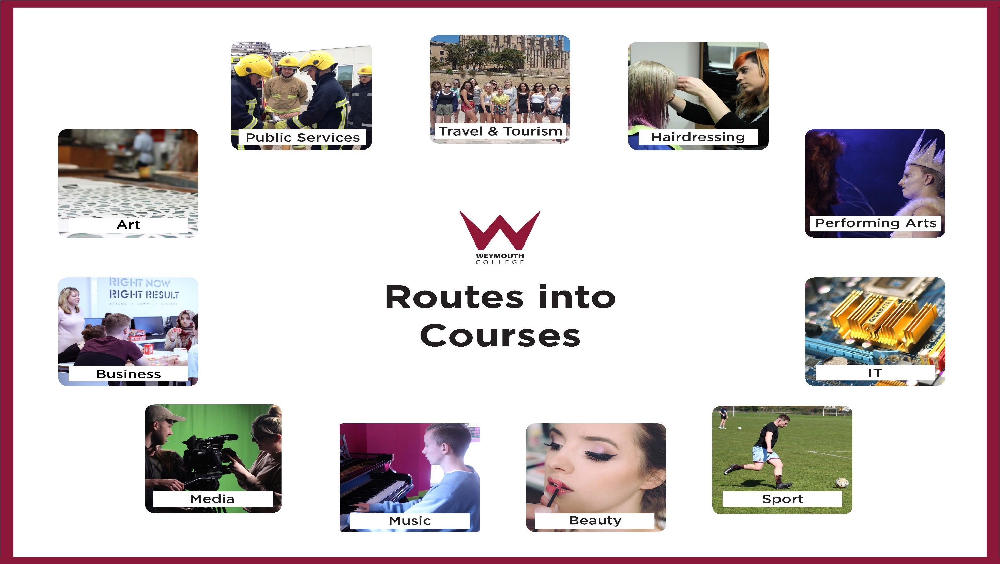 Public Services
Travel & Tourism
Hairdressing
Art
Performing Arts
WEYMOUTH
COLLEGE
Routes into
Courses
RIGHT NOW
RIGHT RESULT
ATTEND > COMMIT > SUCCEED
Business
GIGABYTE
IT
Media
Music
Beauty
Sport